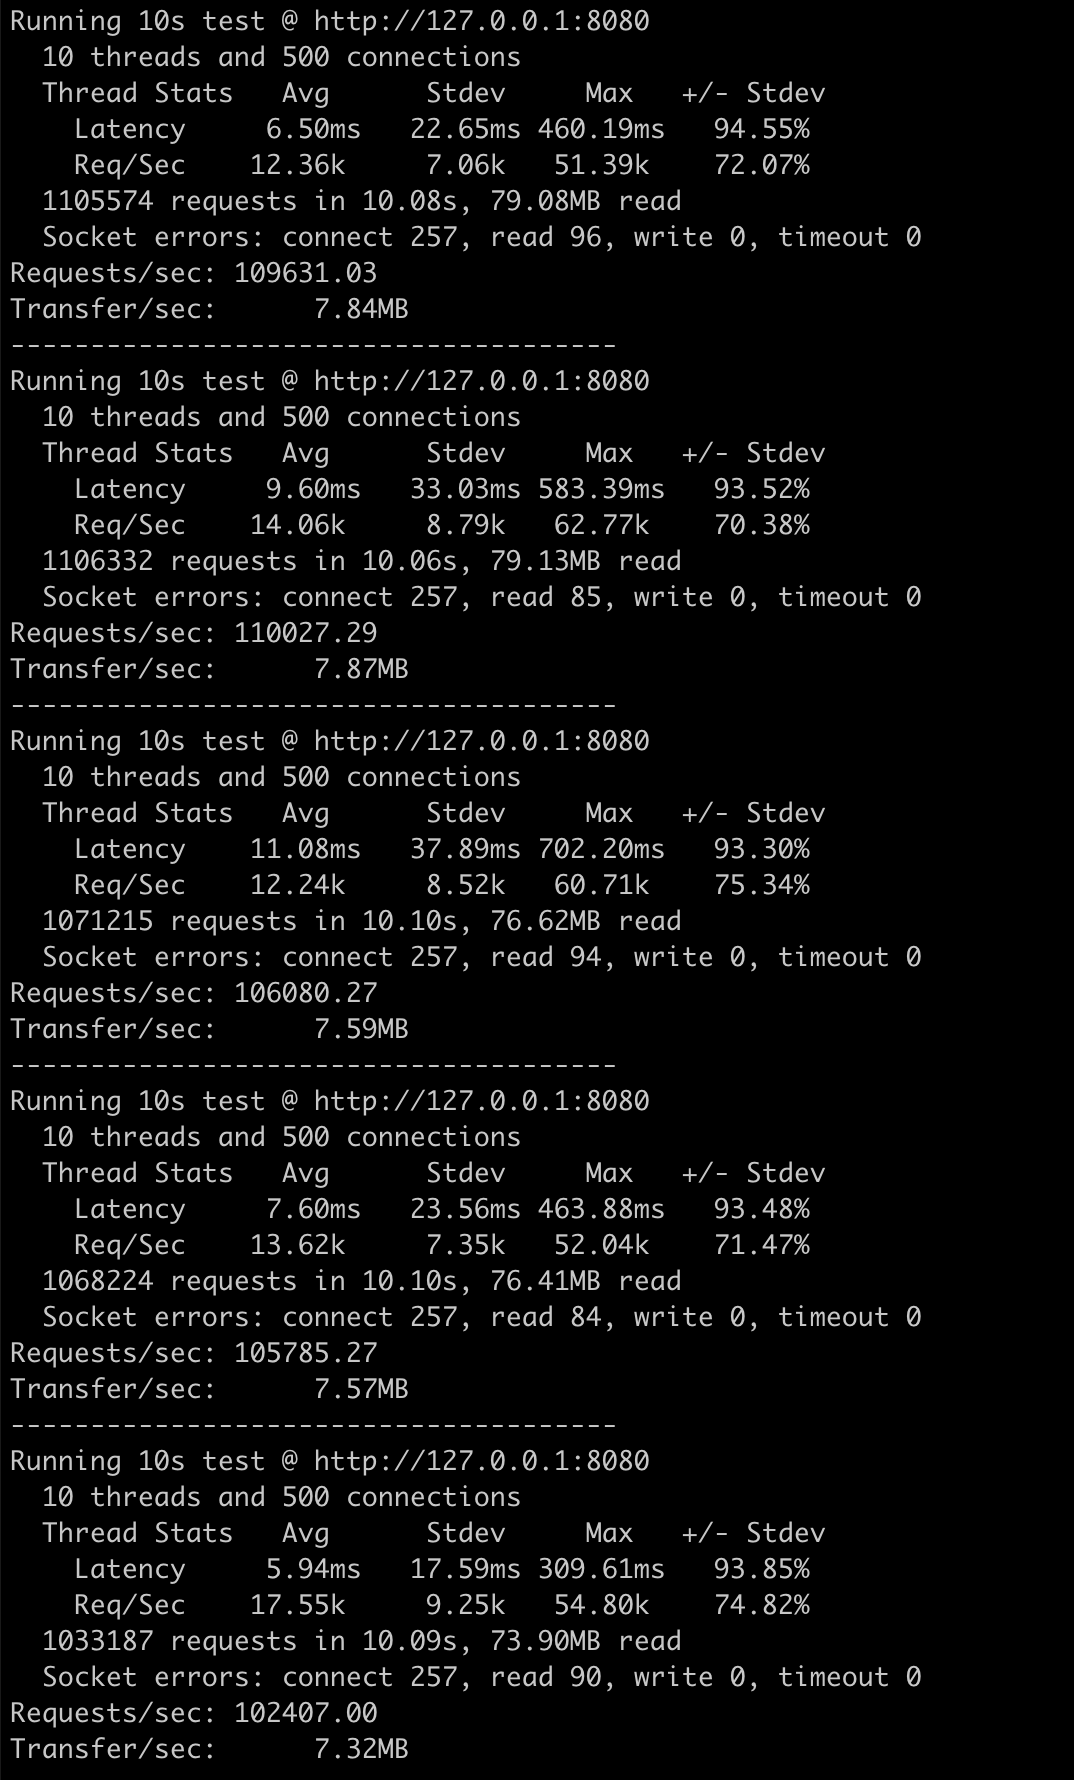 Running 10s test @ http://127.0.0.1:8080
  10 threads and 500 connections
  Thread Stats   Avg      Stdev     Max   +/- Stdev
    Latency     6.50ms   22.65ms 460.19ms   94.55%
    Req/Sec    12.36k     7.06k   51.39k    72.07%
  1105574 requests in 10.08s, 79.08MB read
  Socket errors: connect 257, read 96, write 0, timeout 0
Requests/sec: 109631.03
Transfer/sec:      7.84MB
--------------------------------------
Running 10s test @ http://127.0.0.1:8080
  10 threads and 500 connections
  Thread Stats   Avg      Stdev     Max   +/- Stdev
    Latency     9.60ms   33.03ms 583.39ms   93.52%
    Req/Sec    14.06k     8.79k   62.77k    70.38%
  1106332 requests in 10.06s, 79.13MB read
  Socket errors: connect 257, read 85, write 0, timeout 0
Requests/sec: 110027.29
Transfer/sec:      7.87MB
--------------------------------------
Running 10s test @ http://127.0.0.1:8080
  10 threads and 500 connections
  Thread Stats   Avg      Stdev     Max   +/- Stdev
    Latency    11.08ms   37.89ms 702.20ms   93.30%
    Req/Sec    12.24k     8.52k   60.71k    75.34%
  1071215 requests in 10.10s, 76.62MB read
  Socket errors: connect 257, read 94, write 0, timeout 0
Requests/sec: 106080.27
Transfer/sec:      7.59MB
--------------------------------------
Running 10s test @ http://127.0.0.1:8080
  10 threads and 500 connections
  Thread Stats   Avg      Stdev     Max   +/- Stdev
    Latency     7.60ms   23.56ms 463.88ms   93.48%
    Req/Sec    13.62k     7.35k   52.04k    71.47%
  1068224 requests in 10.10s, 76.41MB read
  Socket errors: connect 257, read 84, write 0, timeout 0
Requests/sec: 105785.27
Transfer/sec:      7.57MB
--------------------------------------
Running 10s test @ http://127.0.0.1:8080
  10 threads and 500 connections
  Thread Stats   Avg      Stdev     Max   +/- Stdev
    Latency     5.94ms   17.59ms 309.61ms   93.85%
    Req/Sec    17.55k     9.25k   54.80k    74.82%
  1033187 requests in 10.09s, 73.90MB read
  Socket errors: connect 257, read 90, write 0, timeout 0
Requests/sec: 102407.00
Transfer/sec:      7.32MB